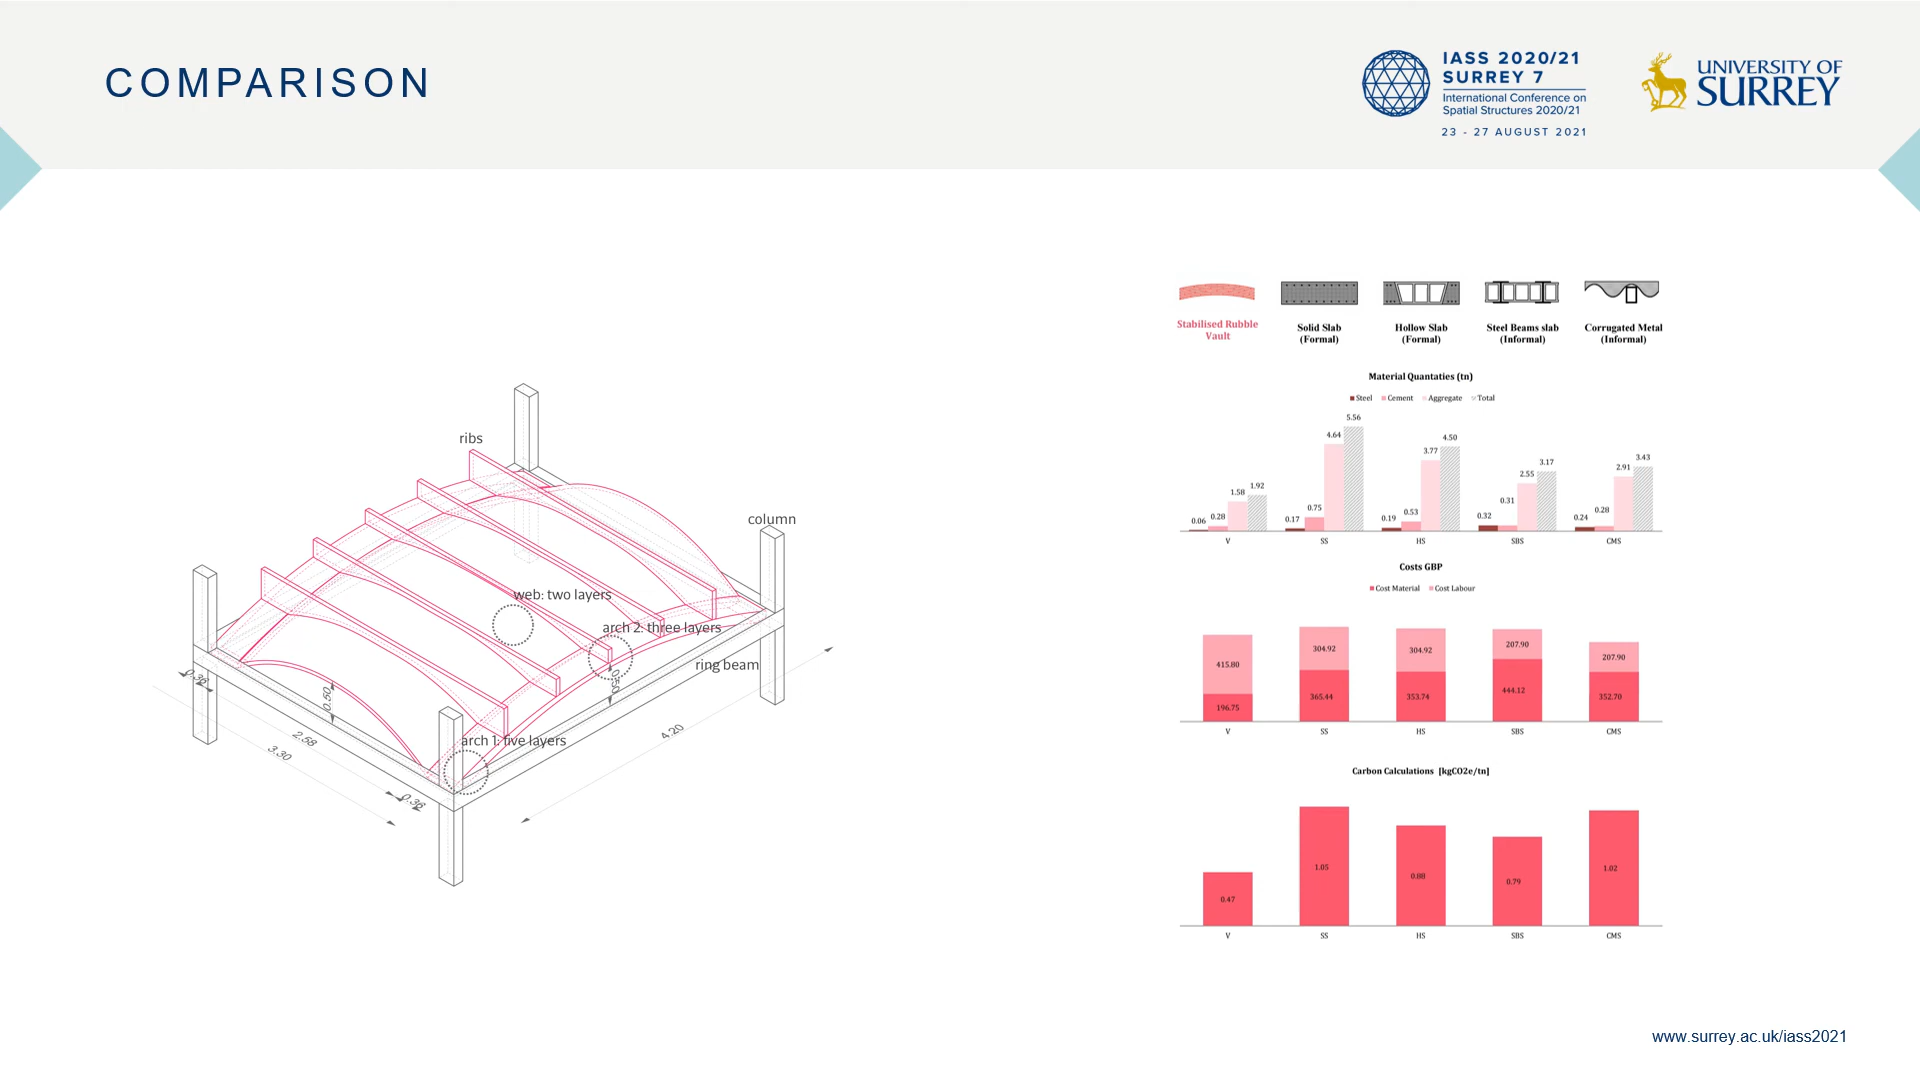 COMPARISON
IASS 2020/21
SURREY 7
International Conference on
Spatial Structures 2020/21
23 - 27 AUGUST 2021
UNIVERSITY OF
SURREY
ribs
column
web: two layers
arch 2: three layers
ring beam
arch 1: five layers
0.36
0.50
0.50
2.58
3.30
0.36
4.20
Stabilised Rubble
Vault
Solid Slab
(Formal)
Hollow Slab
(Formal)
Steel Beams slab
(Informal)
Corrugated Metal
(Informal)
Material Quantaties (tn)
Steel Cement Aggregate Total
0.06 0.28 1.58 1.92
0.17 0.75 4.64 5.56
0.19 0.53 3.77 4.50
0.32 0.31 2.55 3.17
0.24 0.28 2.91 3.43
V SS HS SBS CMS
Costs GBP
Cost Material Cost Labour
415.80 304.92 304.92 207.90 207.90
196.75 365.44 353.74 444.12 352.70
V SS HS SBS CMS
Carbon Calculations [kgCO2e/tn]
0.47 1.05 0.88 0.79 1.02
V SS HS SBS CMS
www.surrey.ac.uk/iass2021